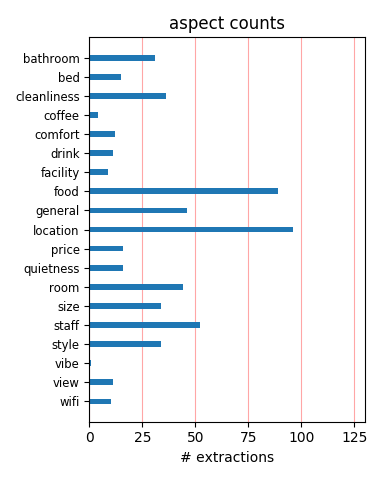 aspect counts
bathroom
bed
cleanliness
coffee
comfort
drink
facility
food
general
location
price
quietness
room
size
staff
style
vibe
view
wifi
0 25 50 75 100 125
# extractions